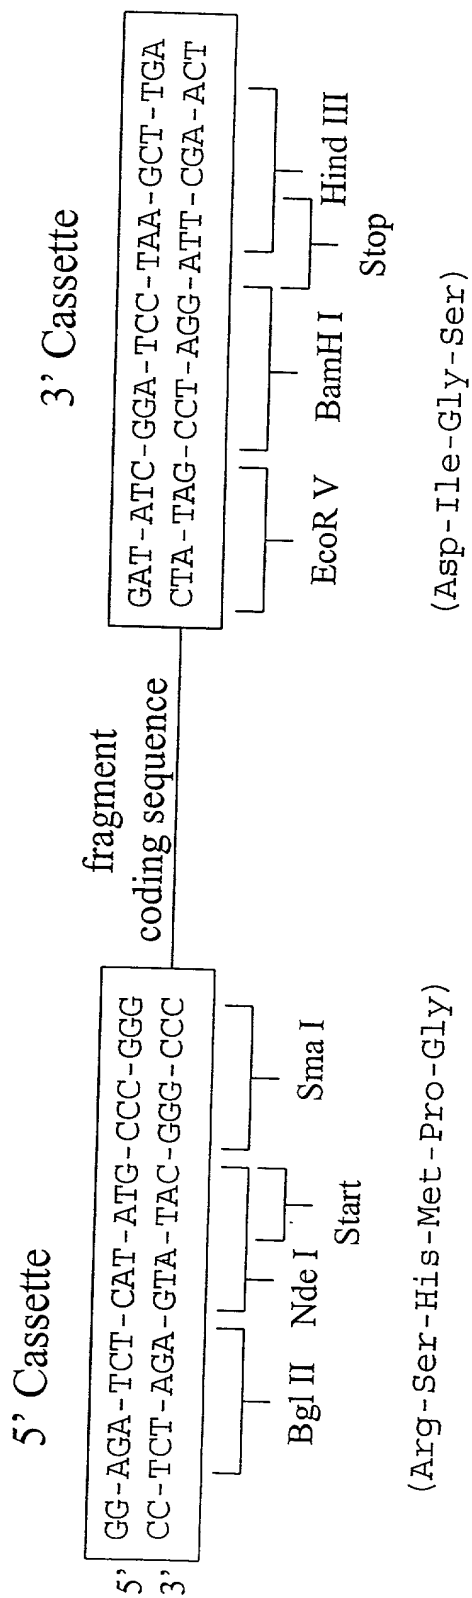 5’ Cassette
5’ GG-AGA-TCT-CAT-ATG-CCC-GGG
3’ CC-TCT-AGA-GTA-TAC-GGG-CCC
Bgl II Nde I Sma I
Start
(Arg-Ser-His-Met-Pro-Gly)
fragment
coding sequence
3’ Cassette
GAT-ATC-GGA-TCC-TAA-GCT-TGA
CTA-TAG-CCT-AGG-ATT-CGA-ACT
EcoR V BamH I Hind III
Stop
(Asp-Ile-Gly-Ser)